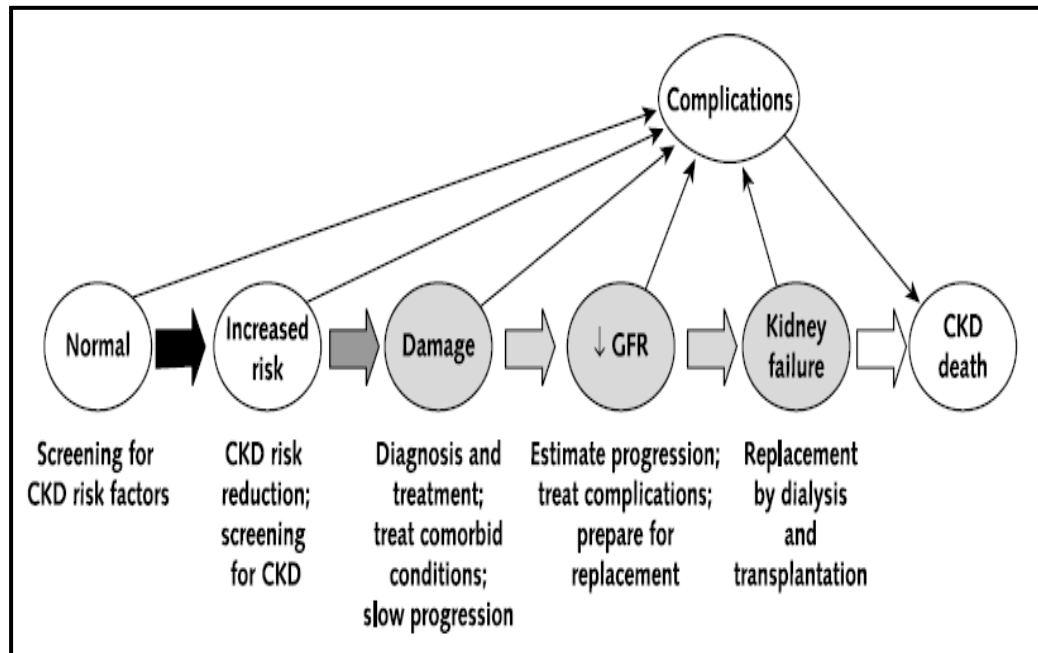 Complications
Normal
Increased
risk
Damage
↓ GFR
Kidney
failure
CKD
death
Screening for
CKD risk factors
CKD risk
reduction;
screening
for CKD
Diagnosis and
treatment;
treat comorbid
conditions;
slow progression
Estimate progression;
treat complications;
prepare for
replacement
Replacement
by dialysis
and
transplantation